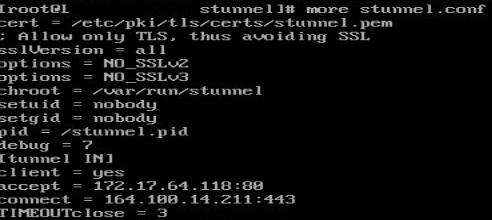 [root@l stunnel]# more stunnel.conf
cert = /etc/pki/tls/certs/stunnel.pem
; Allow only TLS, thus avoiding SSL
sslVersion = all
options = NO_SSLv2
options = NO_SSLv3
chroot = /var/run/stunnel
setuid = nobody
setgid = nobody
pid = /stunnel.pid
debug = 7
[tunnel IN]
client = yes
accept = 172.17.64.118:80
connect = 164.100.14.211:443
TIMEOUTclose = 3